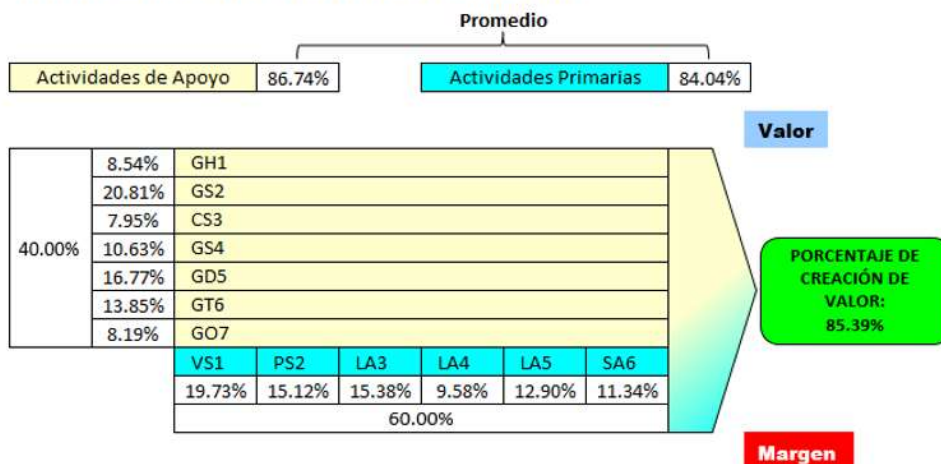 Promedio
Actividades de Apoyo 86.74% Actividades Primarias 84.04%
Valor
8.54% GH1
20.81% GS2
7.95% CS3
40.00% 10.63% GS4
16.77% GD5
13.85% GT6
8.19% GO7
PORCENTAJE DE
CREACIÓN DE
VALOR:
85.39%
VS1 PS2 LA3 LA4 LA5 SA6
19.73% 15.12% 15.38% 9.58% 12.90% 11.34%
60.00%
Margen